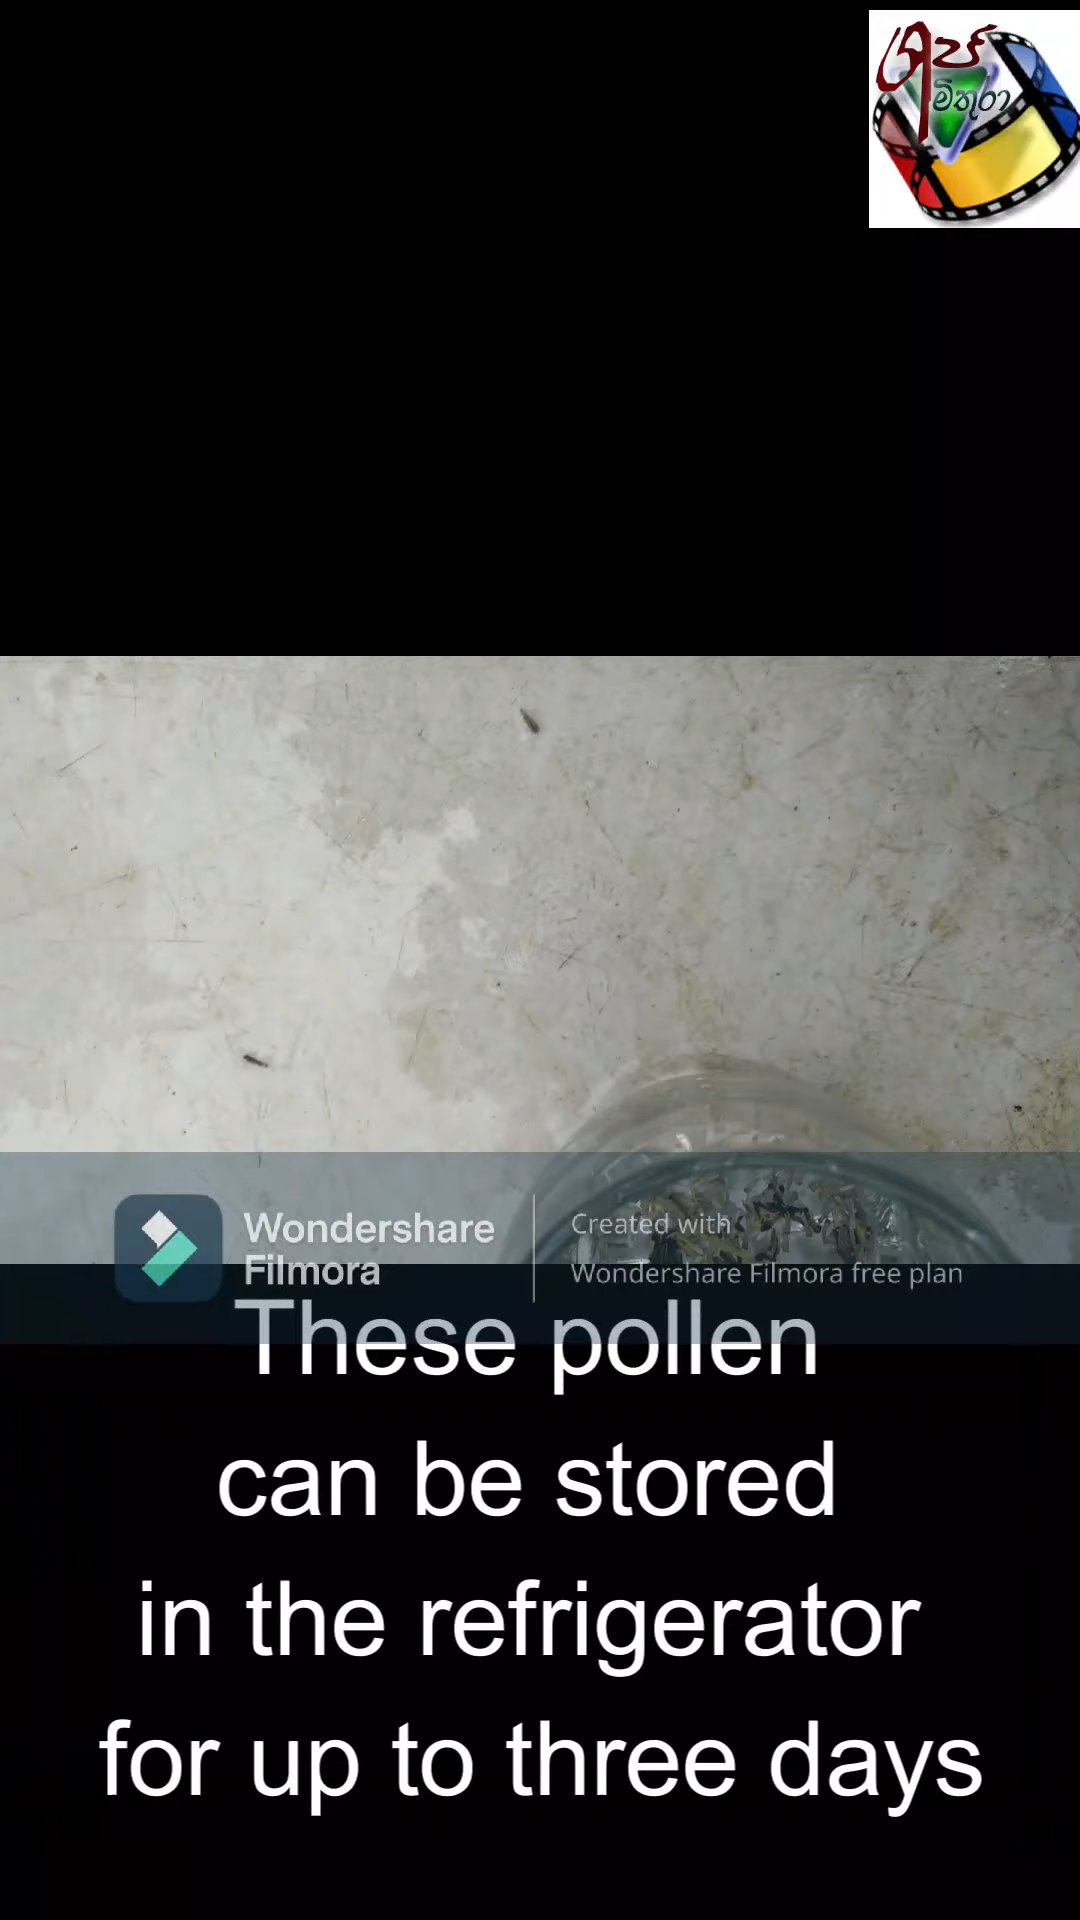 මිතුරා
Wondershare
Filmora
Created with
Wondershare Filmora free plan
These pollen
can be stored
in the refrigerator
for up to three days